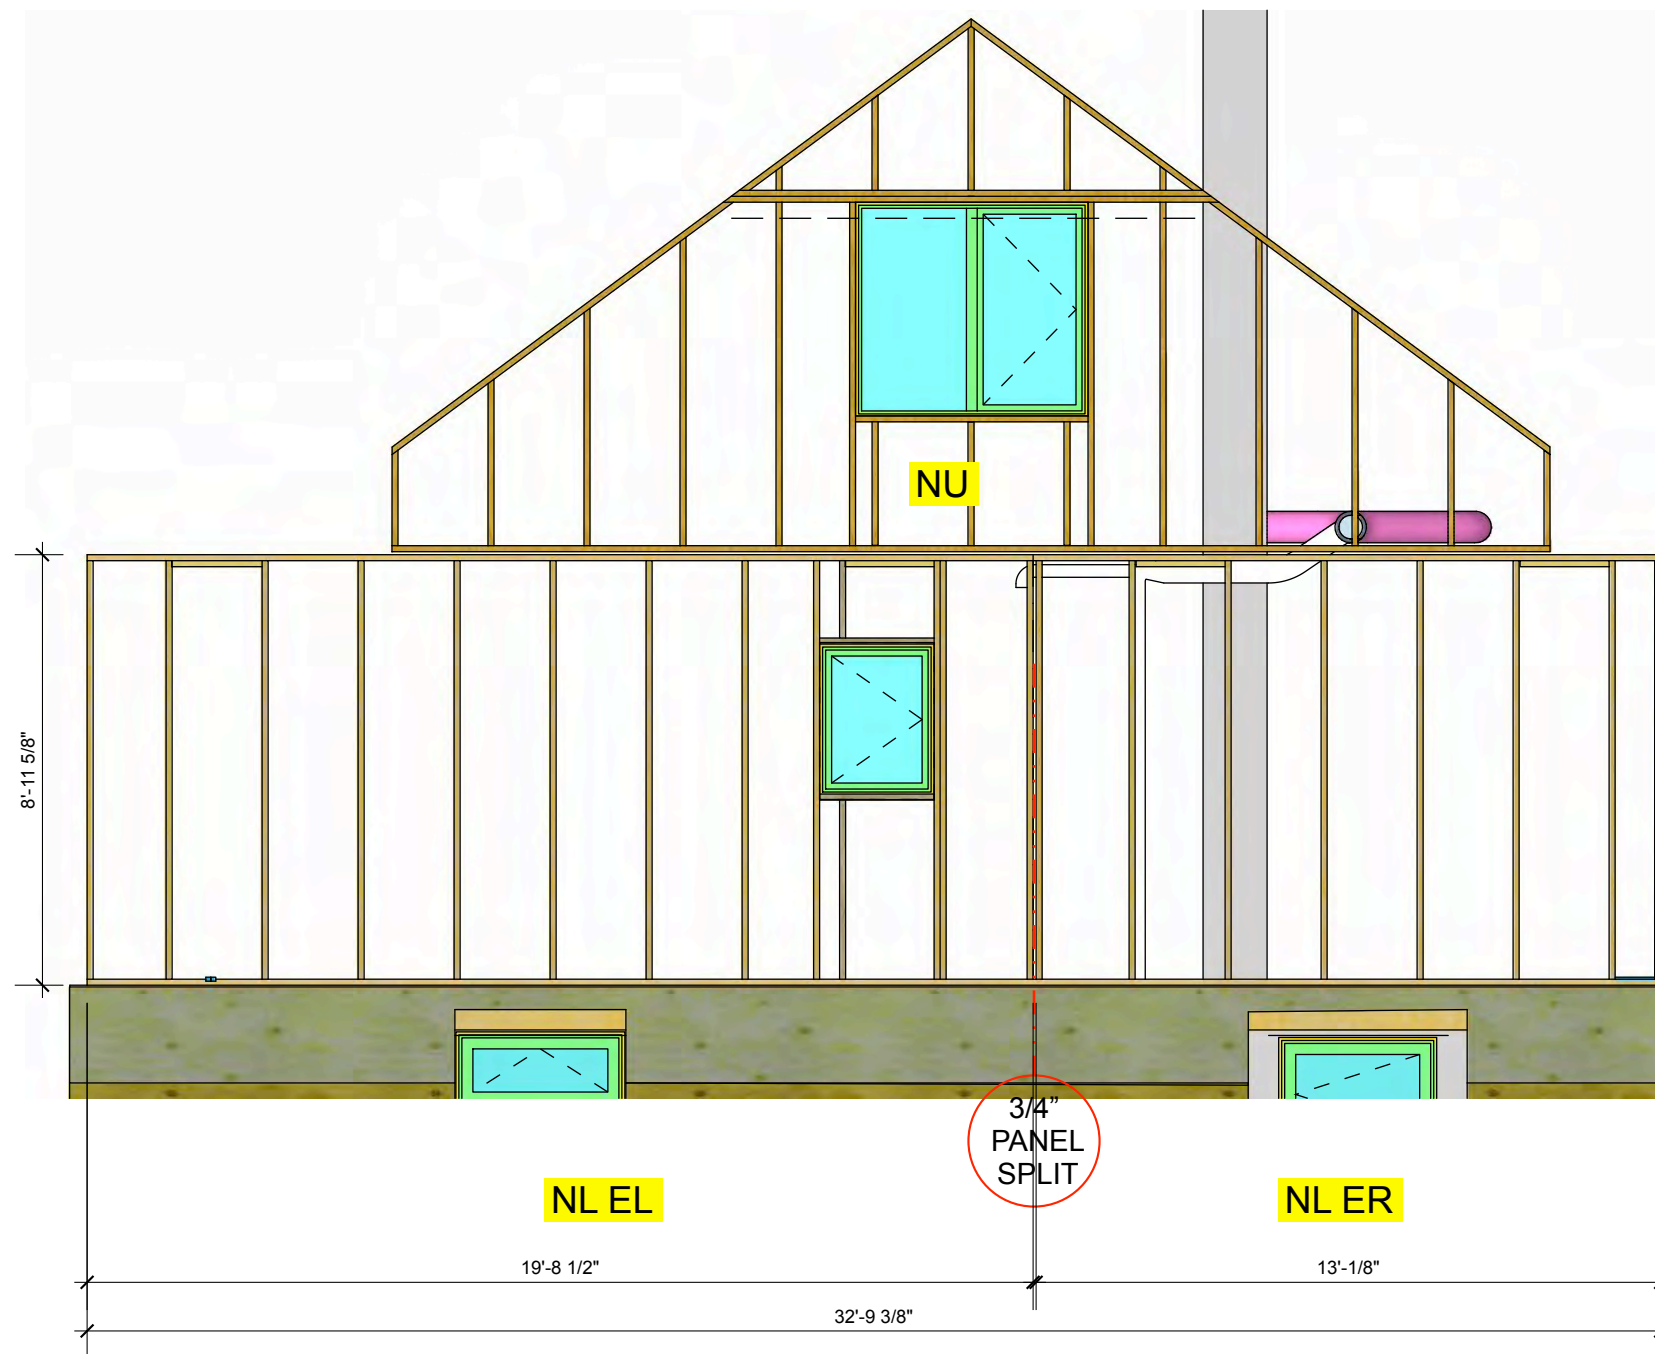 NU
8'-11 5/8"
3/4”
PANEL
SPLIT
NL EL
NL ER
19'-8 1/2"
13'-1/8"
32'-9 3/8"